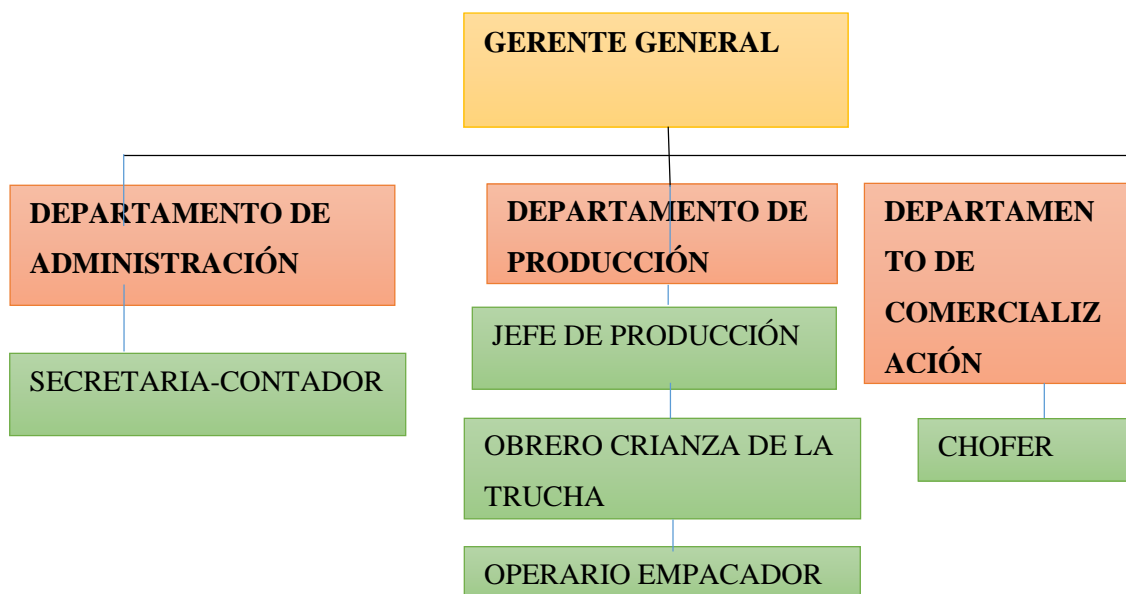 GERENTE GENERAL
DEPARTAMENTO DE
ADMINISTRACIÓN
SECRETARIA-CONTADOR
DEPARTAMENTO DE
PRODUCCIÓN
JEFE DE PRODUCCIÓN
OBRERO CRIANZA DE LA
TRUCHA
OPERARIO EMPACADOR
DEPARTAMEN
TO DE
COMERCIALIZ
ACIÓN
CHOFER